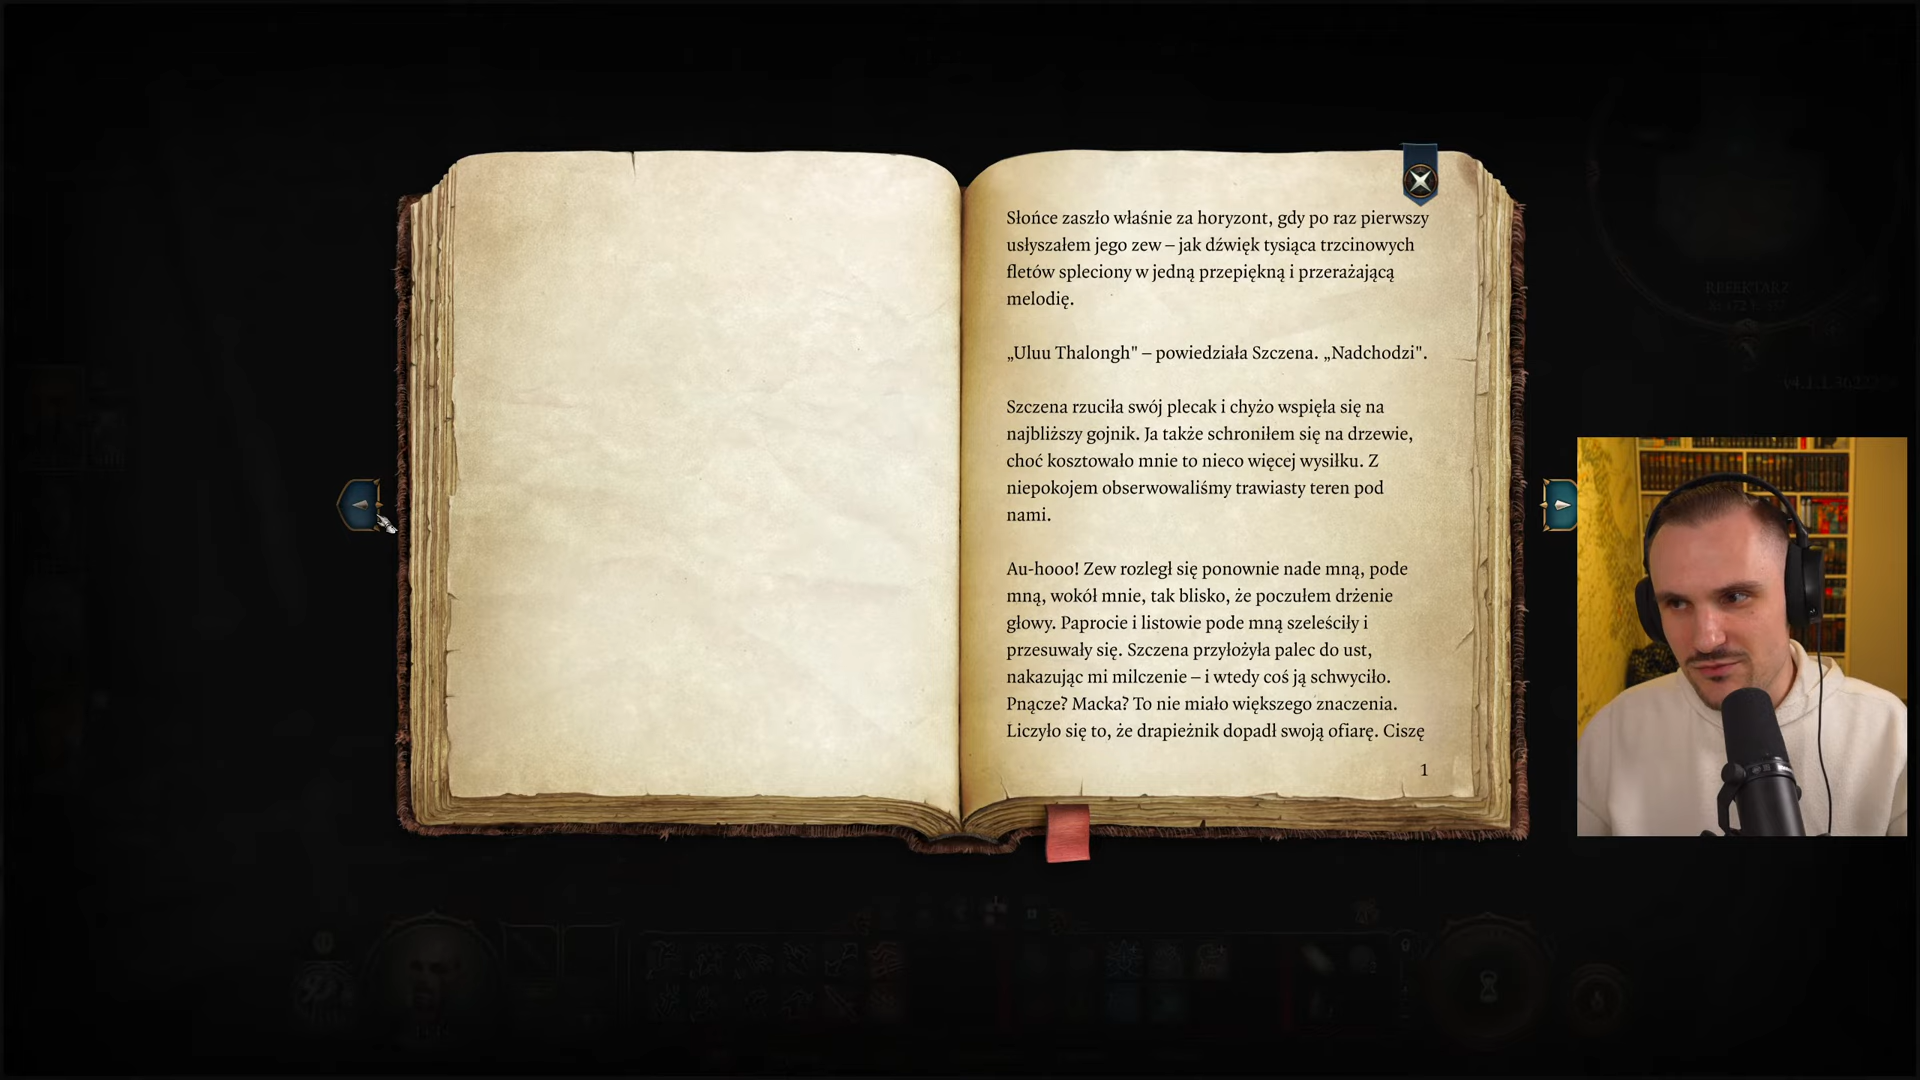 REFEKTARZ
Słońce zaszło właśnie za horyzont, gdy po raz pierwszy
usłyszałem jego zew – jak dźwięk tysiąca trzcinowych
fletów spleciony w jedną przepiękną i przerażającą
melodię.
„Uluu Thalongh" – powiedziała Szczena. „Nadchodzi".
Szczena rzuciła swój plecak i chyżo wspięła się na
najbliższy gojnik. Ja także schroniłem się na drzewie,
choć kosztowało mnie to nieco więcej wysiłku. Z
niepokojem obserwowaliśmy trawiasty teren pod
nami.
Au-hooo! Zew rozległ się ponownie nade mną, pode
mną, wokół mnie, tak blisko, że poczułem drżenie
głowy. Paprocie i listowie pode mną szeleściły i
przesuwały się. Szczena przyłożyła palec do ust,
nakazując mi milczenie – i wtedy coś ją schwyciło.
Pnącze? Macka? To nie miało większego znaczenia.
Liczyło się to, że drapieżnik dopadł swoją ofiarę. Ciszę
1